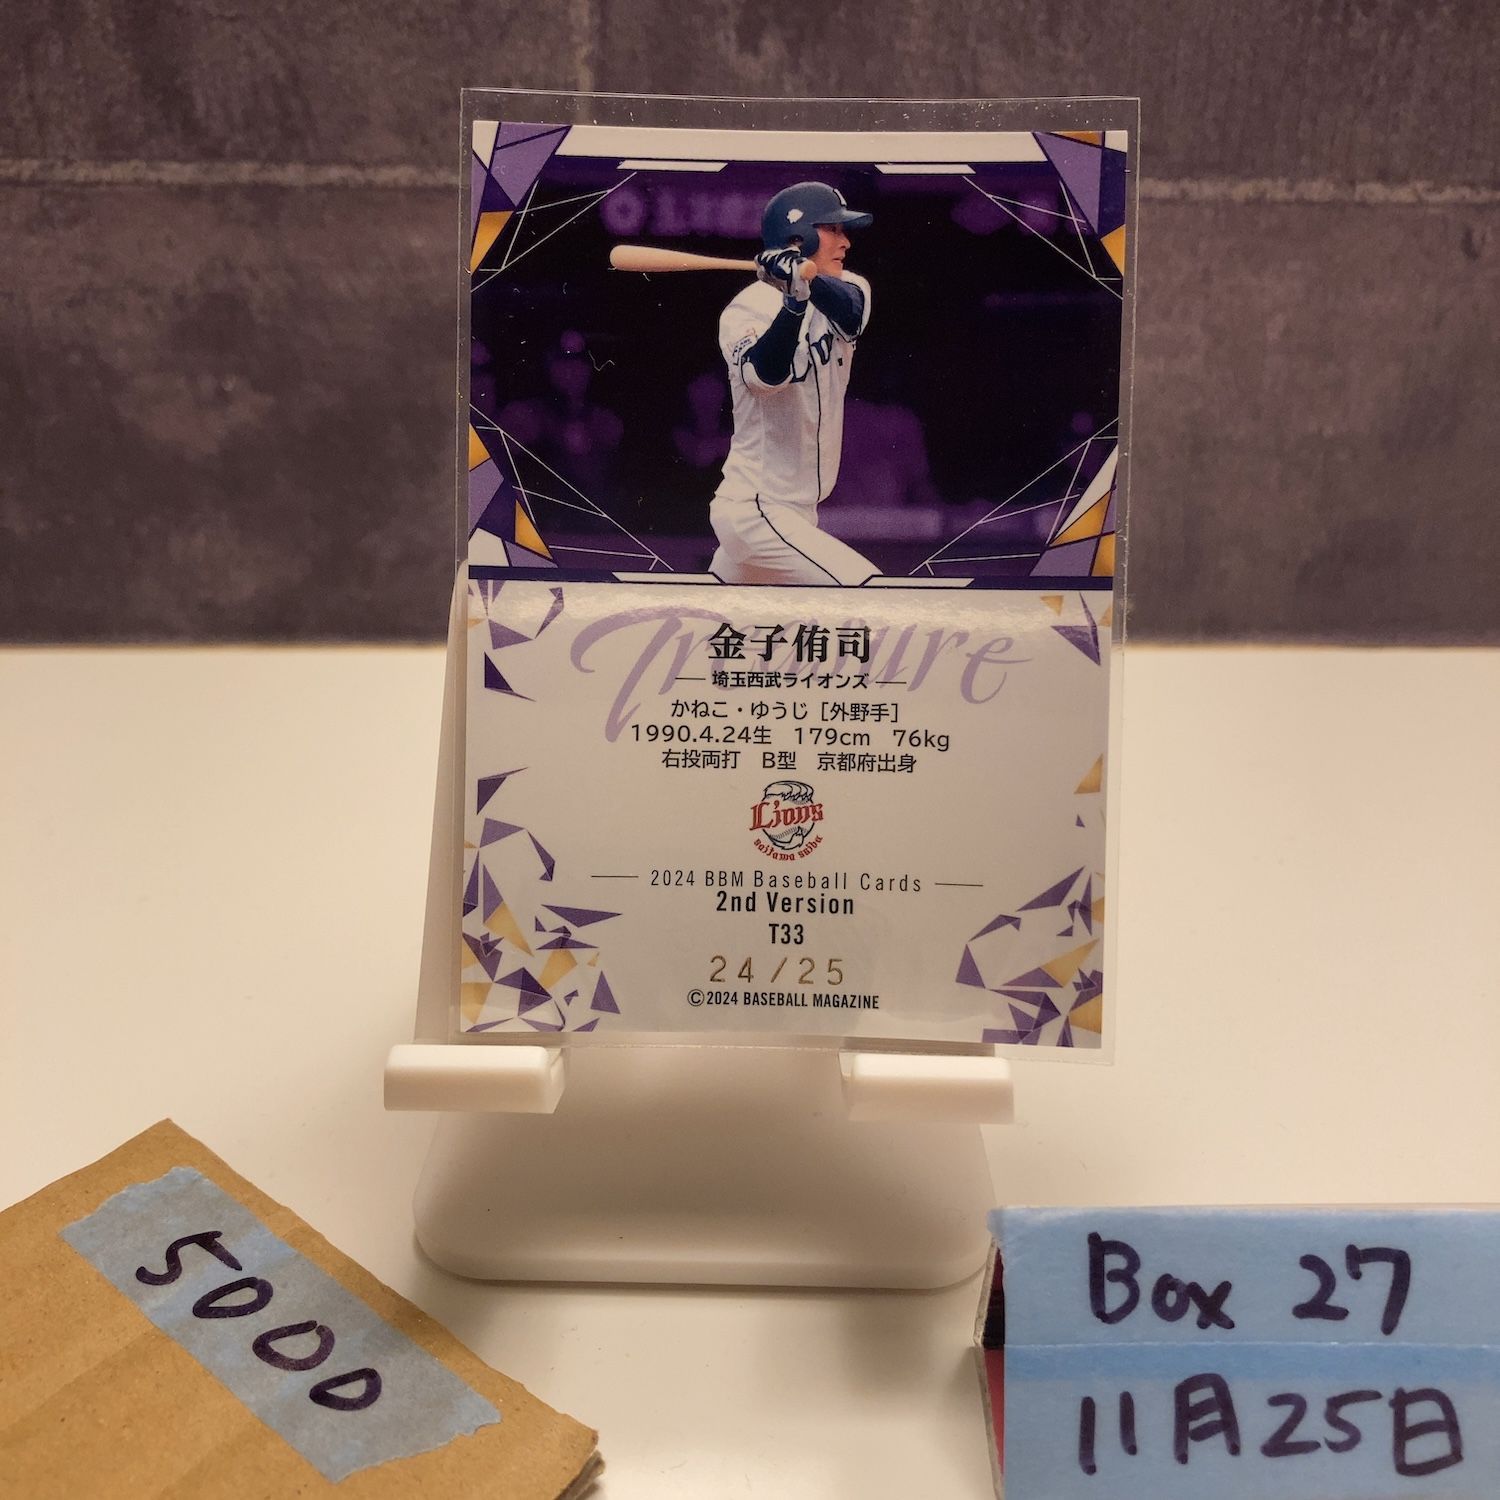 Treasure
金子侑司
埼玉西武ライオンズ
かねこ・ゆうじ［外野手］
1990.4.24生　179cm　76kg
右投両打　B型　京都府出身
Lions
saitama seibu
2024 BBM Baseball Cards
2nd Version
T33
24/25
©2024 BASEBALL MAGAZINE
5000
Box 27
11月25日